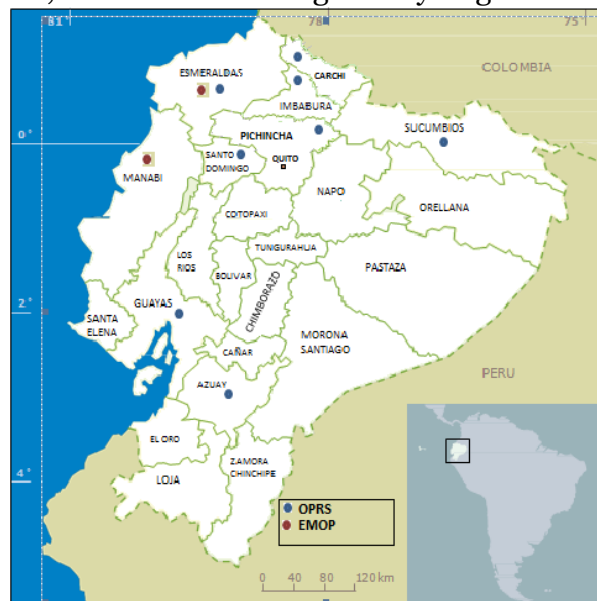 81
78
75
COLOMBIA
ESMERALDAS
CARCHI
IMBABURA
PICHINCHA
SUCUMBIOS
0°
SANTO
DOMINGO
QUITO
MANABI
NAPO
ORELLANA
COTOPAXI
TUNGURAHUA
LOS
RIOS
BOLIVAR
PASTAZA
CHIMBORAZO
GUAYAS
2°
SANTA
ELENA
MORONA
SANTIAGO
CAÑAR
PERU
AZUAY
EL ORO
ZAMORA
CHINCHIPE
LOJA
4°
OPRS
EMOP
0 40 80 120 km